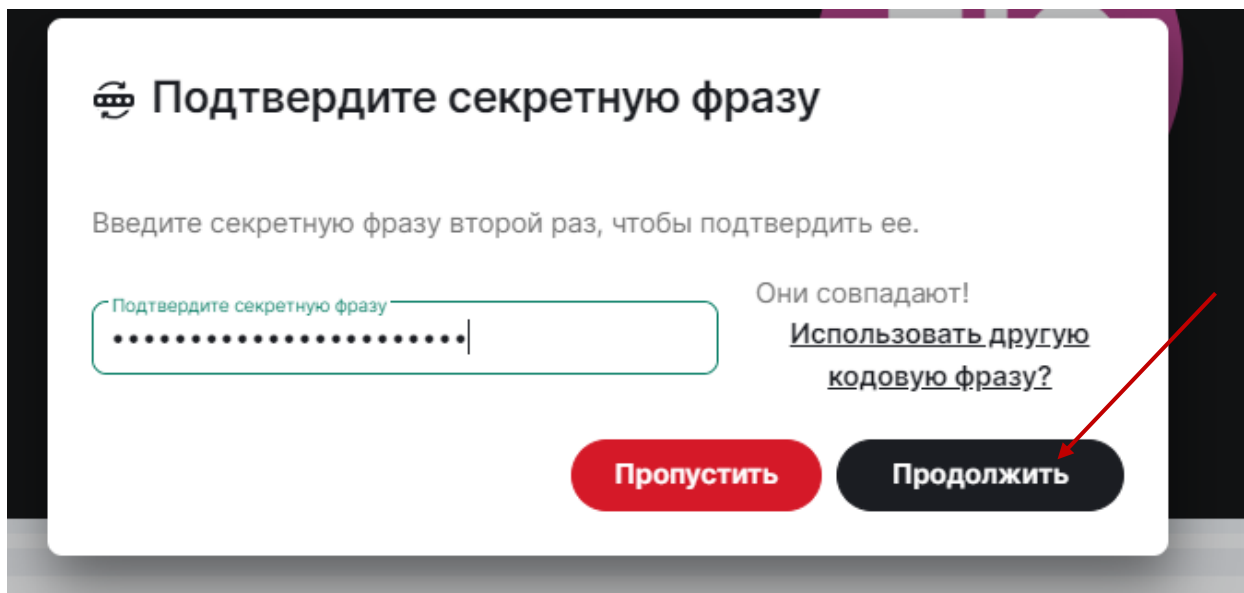 Подтвердите секретную фразу
Введите секретную фразу второй раз, чтобы подтвердить ее.
Подтвердите секретную фразу
•••••••••••••••••••••••
Они совпадают!
Использовать другую
кодовую фразу?
Пропустить
Продолжить